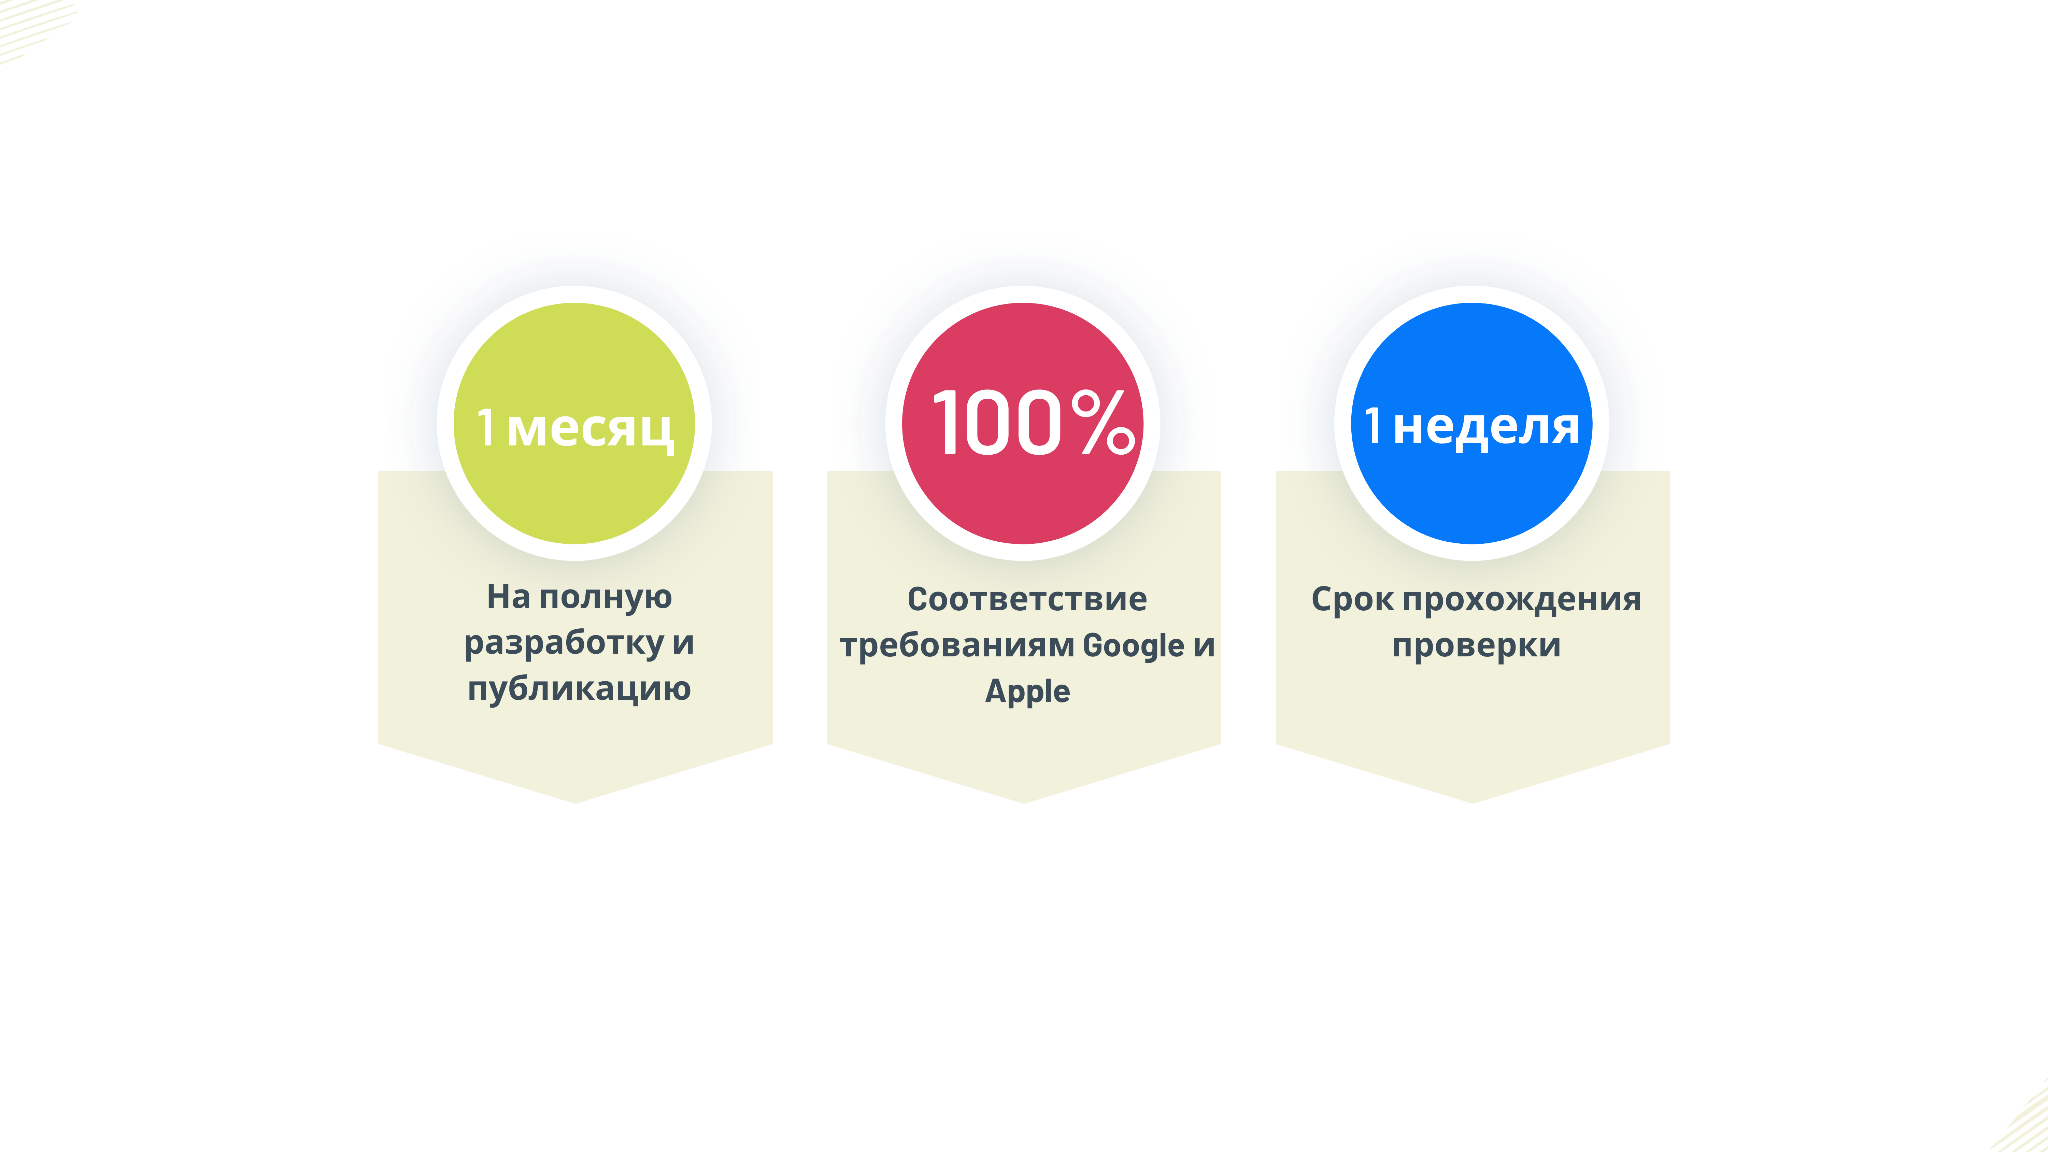 1 месяц
На полную
разработку и
публикацию
100%
Соответствие
требованиям Google и
Apple
1 неделя
Срок прохождения
проверки